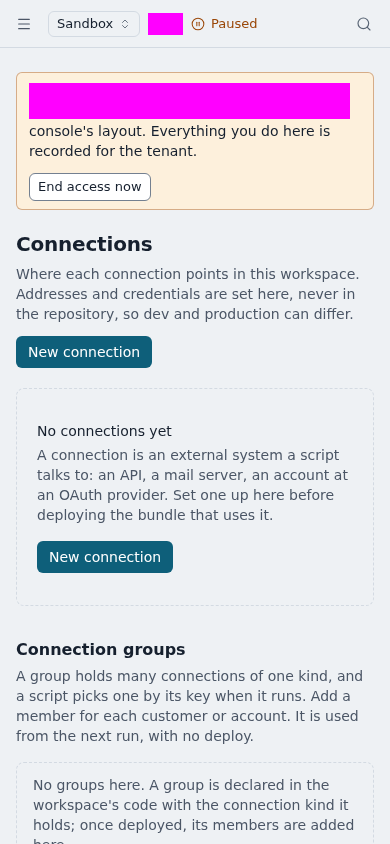 Sandbox
Paused
console's layout. Everything you do here is
recorded for the tenant.
End access now
Connections
Where each connection points in this workspace.
Addresses and credentials are set here, never in
the repository, so dev and production can differ.
New connection
No connections yet
A connection is an external system a script
talks to: an API, a mail server, an account at
an OAuth provider. Set one up here before
deploying the bundle that uses it.
New connection
Connection groups
A group holds many connections of one kind, and
a script picks one by its key when it runs. Add a
member for each customer or account. It is used
from the next run, with no deploy.
No groups here. A group is declared in the
workspace's code with the connection kind it
holds; once deployed, its members are added
here.